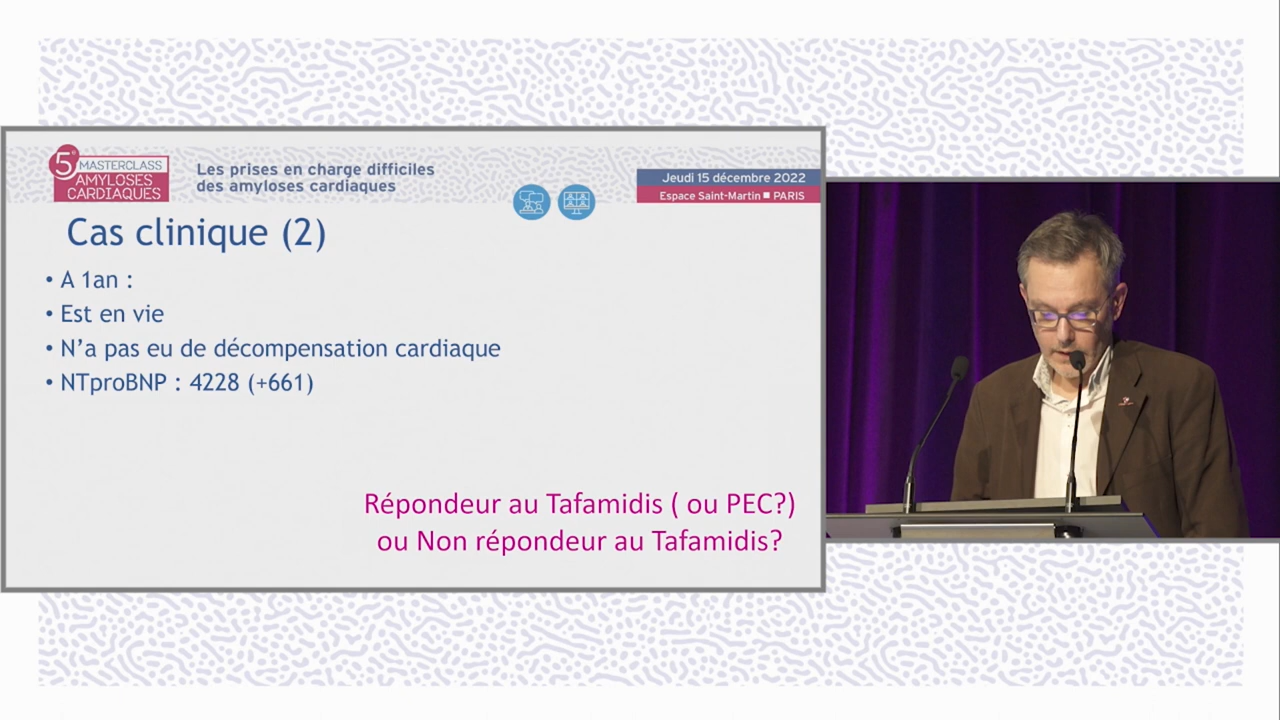 5e MASTERCLASS
AMYLOSES
CARDIAQUES
Les prises en charge difficiles
des amyloses cardiaques
Jeudi 15 décembre 2022
Espace Saint-Martin ■ PARIS
Cas clinique (2)
• A 1an :
• Est en vie
• N’a pas eu de décompensation cardiaque
• NTproBNP : 4228 (+661)
Répondeur au Tafamidis ( ou PEC?)
ou Non répondeur au Tafamidis?